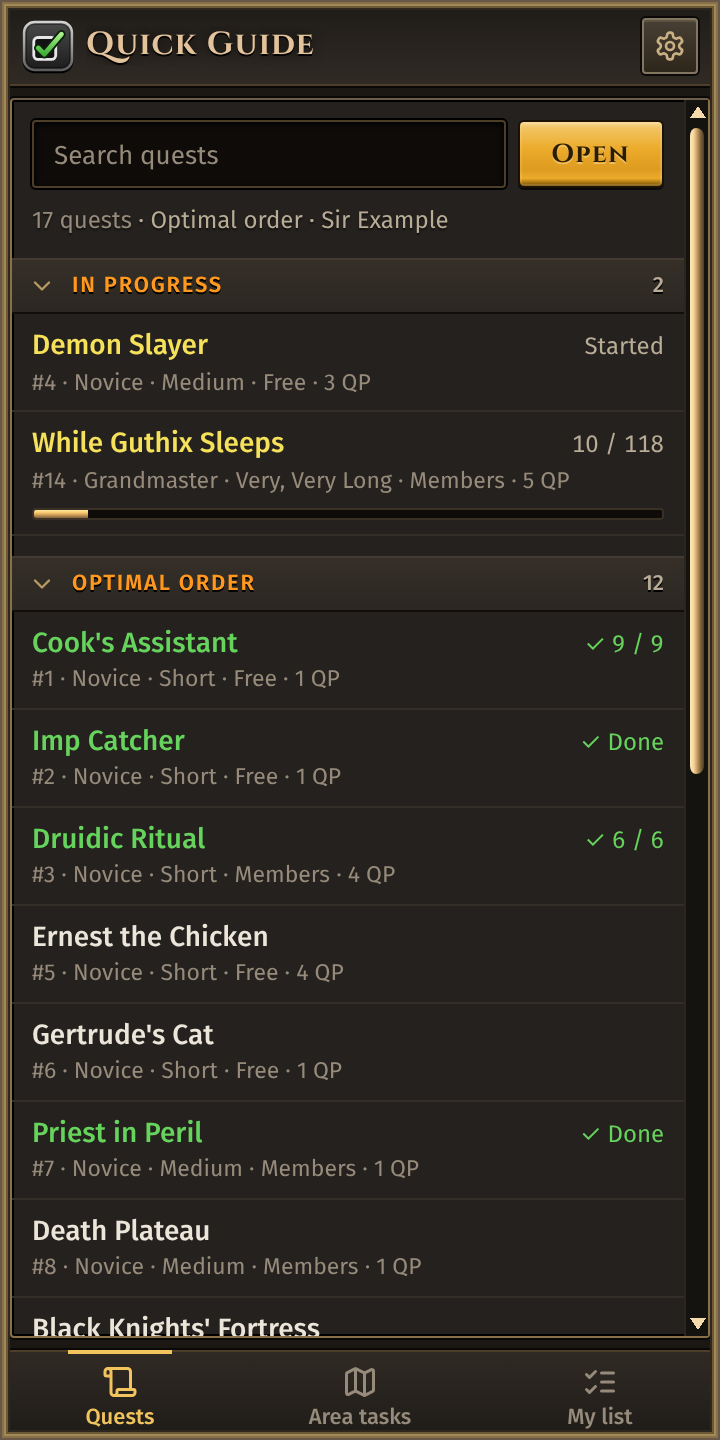 Quick Guide
Search quests
Open
17 quests · Optimal order · Sir Example
IN PROGRESS 2
Demon Slayer Started
#4 · Novice · Medium · Free · 3 QP
While Guthix Sleeps 10 / 118
#14 · Grandmaster · Very, Very Long · Members · 5 QP
OPTIMAL ORDER 12
Cook's Assistant ✓ 9 / 9
#1 · Novice · Short · Free · 1 QP
Imp Catcher ✓ Done
#2 · Novice · Short · Free · 1 QP
Druidic Ritual ✓ 6 / 6
#3 · Novice · Short · Members · 4 QP
Ernest the Chicken
#5 · Novice · Short · Free · 4 QP
Gertrude's Cat
#6 · Novice · Short · Free · 1 QP
Priest in Peril ✓ Done
#7 · Novice · Medium · Members · 1 QP
Death Plateau
#8 · Novice · Medium · Members · 1 QP
Black Knights' Fortress
Quests Area tasks My list